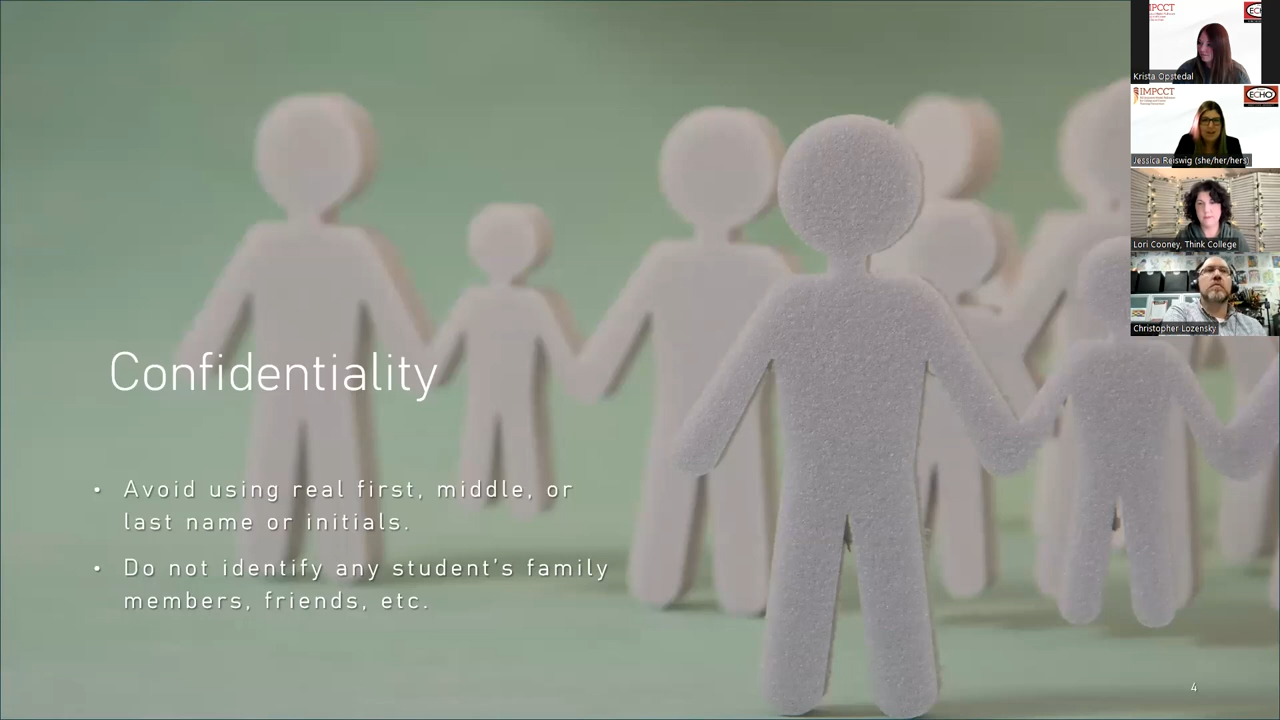 Confidentiality
• Avoid using real first, middle, or
last name or initials.
• Do not identify any student's family
members, friends, etc.
4
IMPCCT
Krista Opstedal
IMPCCT
ECHO
Jessica Reiswig (she/her/hers)
Lori Cooney, Think College
Christopher Lozensky